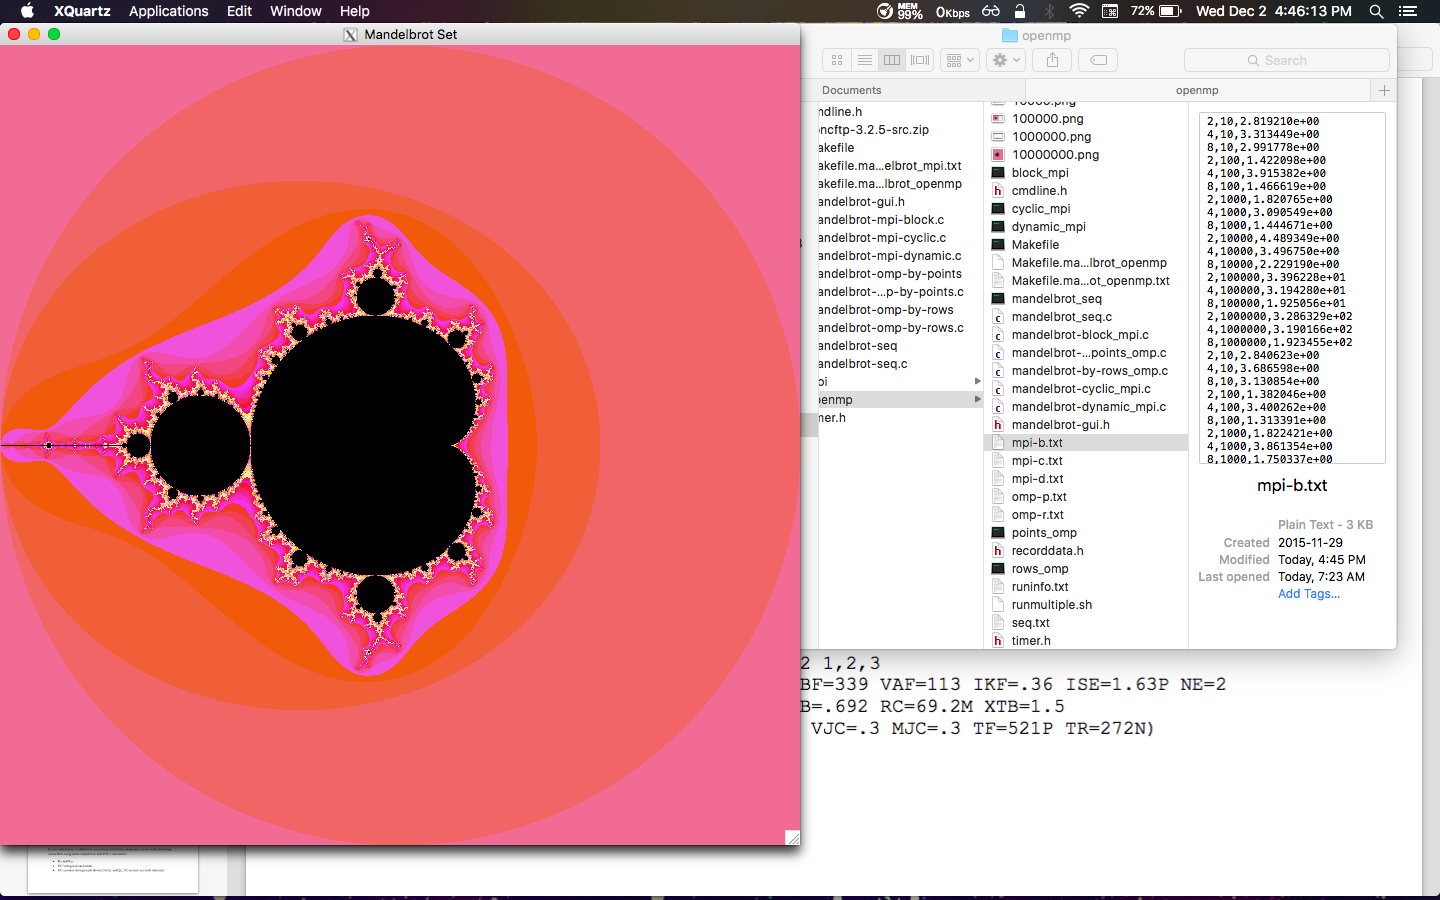 XQuartz Applications Edit Window Help
MEM 99% 0Kbps 72% Wed Dec 2 4:46:13 PM
Mandelbrot Set
openmp
Search
Documents
openmp
mdline.h
ncftp-3.2.5-src.zip
akefile
akefile.ma...elbrot_mpi.txt
akefile.ma...lbrot_openmp
andelbrot-gui.h
andelbrot-mpi-block.c
andelbrot-mpi-cyclic.c
andelbrot-mpi-dynamic.c
andelbrot-omp-by-points
andelbrot-...p-by-points.c
andelbrot-omp-by-rows
andelbrot-omp-by-rows.c
andelbrot-seq
andelbrot-seq.c
pi
penmp
mer.h
10000.png
100000.png
1000000.png
10000000.png
block_mpi
cmdline.h
cyclic_mpi
dynamic_mpi
Makefile
Makefile.ma...lbrot_openmp
Makefile.ma...ot_openmp.txt
mandelbrot_seq
mandelbrot_seq.c
mandelbrot-block_mpi.c
mandelbrot-...points_omp.c
mandelbrot-by-rows_omp.c
mandelbrot-cyclic_mpi.c
mandelbrot-dynamic_mpi.c
mandelbrot-gui.h
mpi-b.txt
mpi-c.txt
mpi-d.txt
omp-p.txt
omp-r.txt
points_omp
recorddata.h
rows_omp
runinfo.txt
runmultiple.sh
seq.txt
timer.h
2,10,2.819210e+00
4,10,3.313449e+00
8,10,2.991778e+00
2,100,1.422098e+00
4,100,3.915382e+00
8,100,1.466619e+00
2,1000,1.820765e+00
4,1000,3.090549e+00
8,1000,1.444671e+00
2,10000,4.489349e+00
4,10000,3.496750e+00
8,10000,2.229190e+00
2,100000,3.396228e+01
4,100000,3.194280e+01
8,100000,1.925056e+01
2,1000000,3.286329e+02
4,1000000,3.190166e+02
8,1000000,1.923455e+02
2,10,2.840623e+00
4,10,3.686598e+00
8,10,3.130854e+00
2,100,1.382046e+00
4,100,3.400262e+00
8,100,1.313391e+00
2,1000,1.822421e+00
4,1000,3.861354e+00
8,1000,1.750337e+00
mpi-b.txt
Plain Text - 3 KB
Created 2015-11-29
Modified Today, 4:45 PM
Last opened Today, 7:23 AM
Add Tags...
2 1,2,3
BF=339 VAF=113 IKF=.36 ISE=1.63P NE=2
B=.692 RC=69.2M XTB=1.5
VJC=.3 MJC=.3 TF=521P TR=272N)